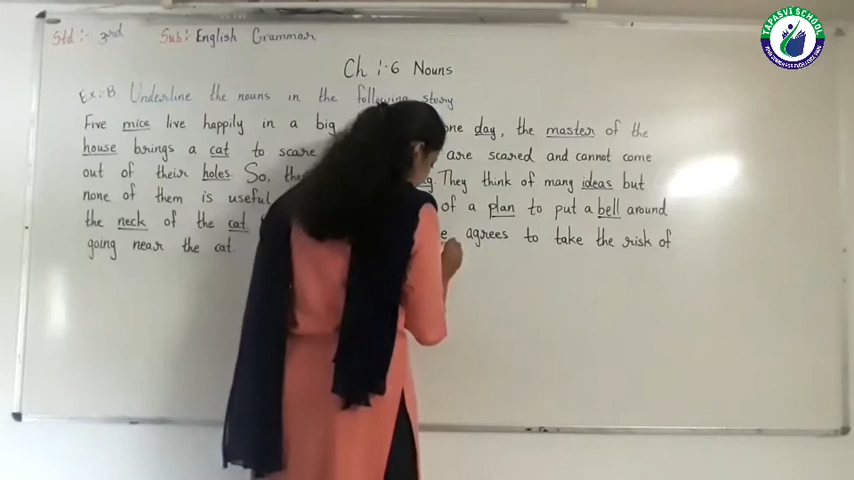 TAPASVI SCHOOL
Std :- 3rd Sub:- English Grammar
Ch :- 6 Nouns
Ex:-B Underline the nouns in the following story
Five mice live happily in a big one day, the master of the
house brings a cat to scare are scared and cannot come
out of their holes. So, They think of many ideas but
none of them is useful of a plan to put a bell around
the neck of the cat agrees to take the risk of
going near the cat.